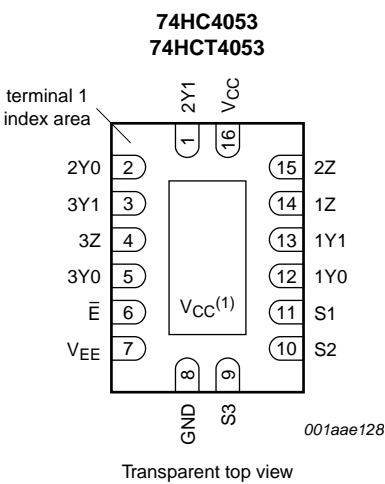 74HC4053
74HCT4053
terminal 1
index area
2Y1
VCC
1
16
2Y0 2
15 2Z
3Y1 3
14 1Z
3Z 4
13 1Y1
3Y0 5
12 1Y0
VCC(1)
E̅ 6
11 S1
VEE 7
10 S2
8
9
GND
S3
001aae128
Transparent top view